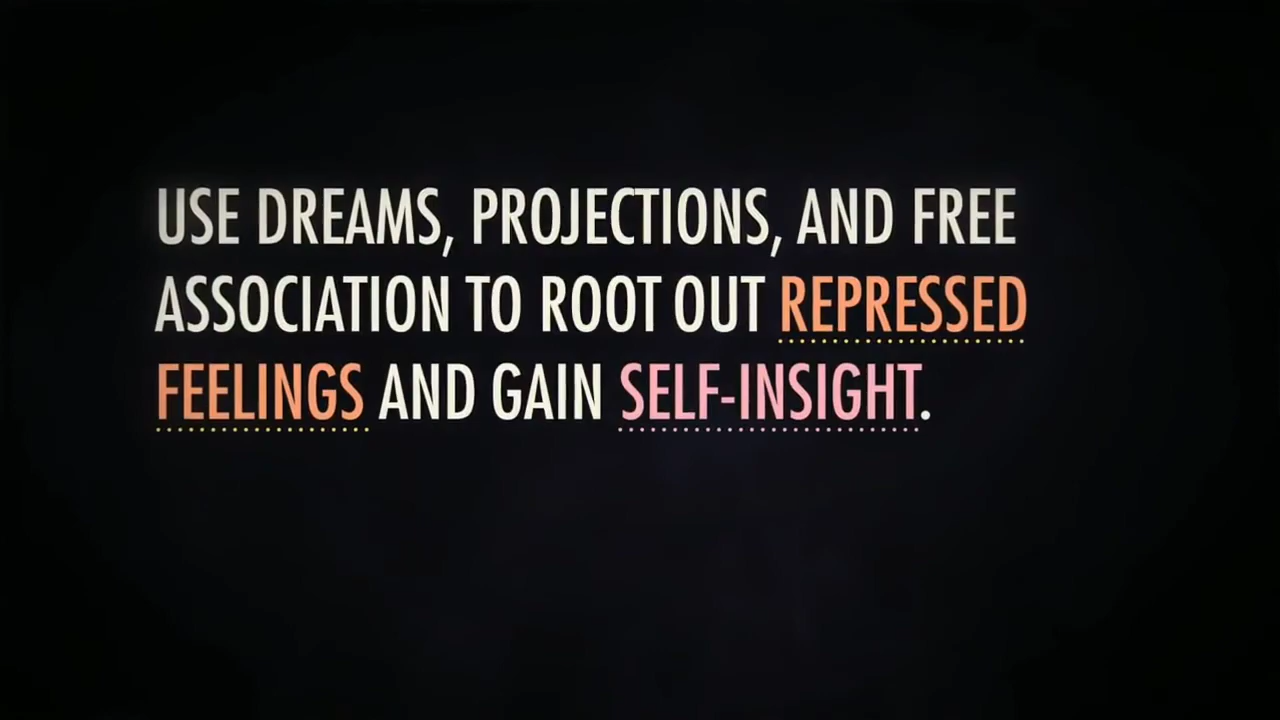 USE DREAMS, PROJECTIONS, AND FREE
ASSOCIATION TO ROOT OUT REPRESSED
FEELINGS AND GAIN SELF-INSIGHT.